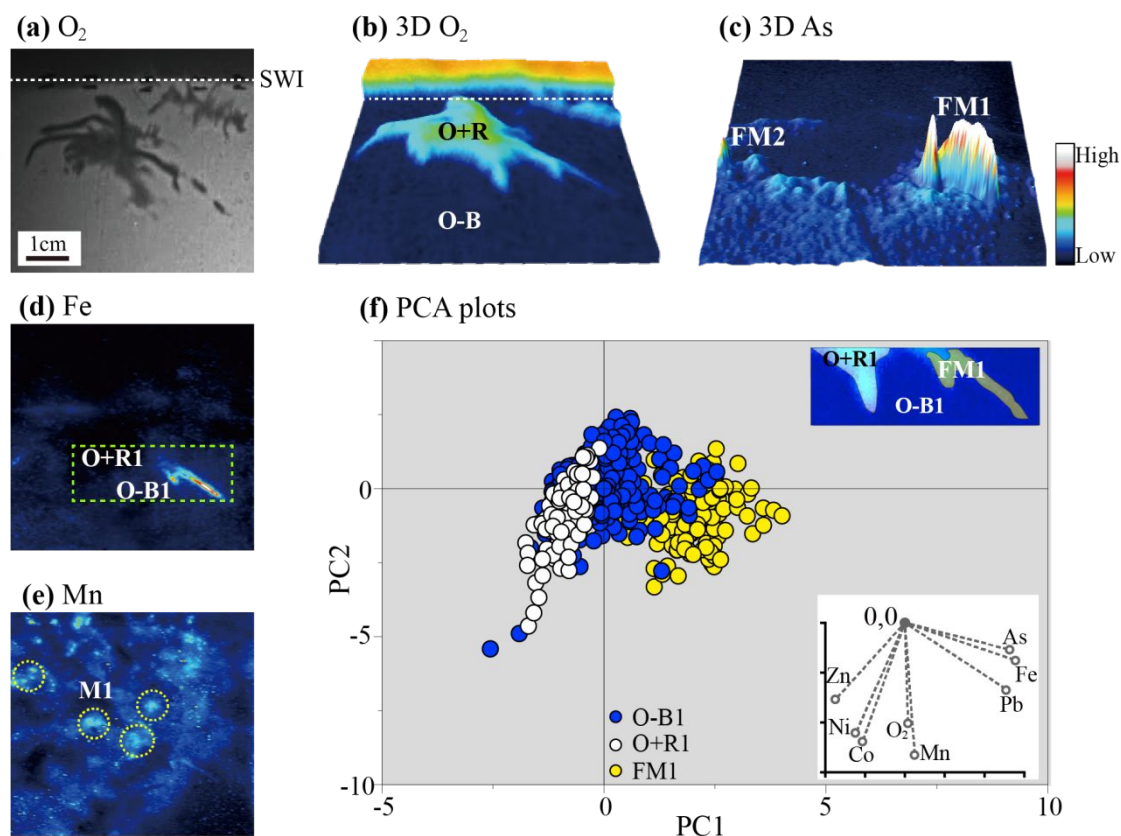 (a) O₂
SWI
1cm
(b) 3D O₂
O+R
O-B
(c) 3D As
FM1
FM2
High
Low
(d) Fe
O+R1
O-B1
(e) Mn
M1
(f) PCA plots
O+R1
FM1
O-B1
0
-5
-10
PC2
O-B1
O+R1
FM1
0,0
As
Fe
Pb
Zn
Ni
Co
O₂
Mn
-5
0
5
10
PC1